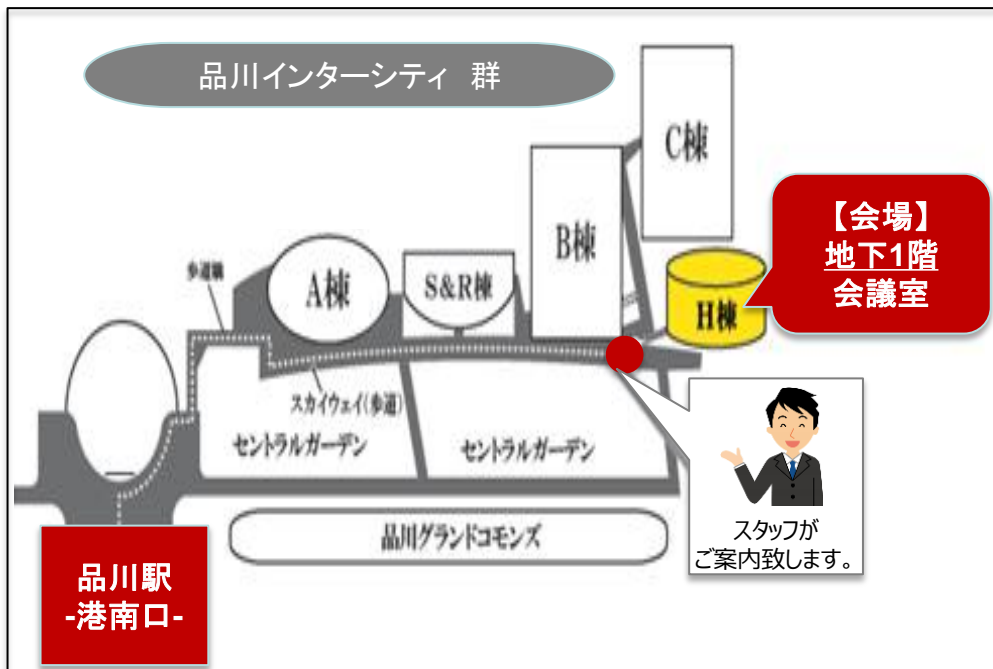 品川インターシティ 群
C棟
【会場】
地下1階
会議室
B棟
歩道橋
A棟
S&R棟
H棟
スカイウェイ(歩道)
セントラルガーデン
セントラルガーデン
スタッフが
ご案内致します。
品川グランドコモンズ
品川駅
-港南口-